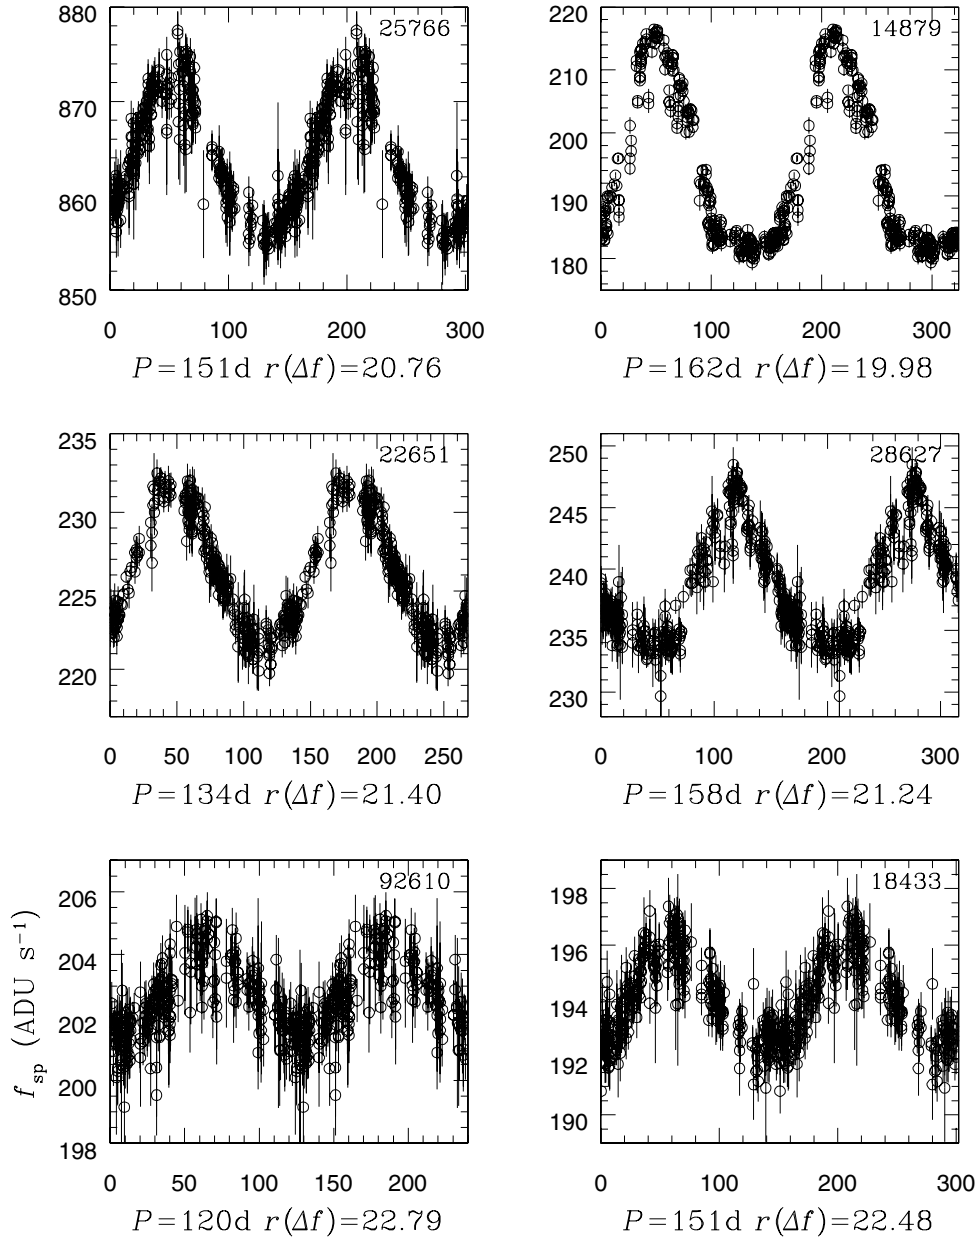 880
870
860
850
25766
0 100 200 300
P=151d r(Δf)=20.76
220
210
200
190
180
14879
0 100 200 300
P=162d r(Δf)=19.98
235
230
225
220
22651
0 50 100 150 200 250
P=134d r(Δf)=21.40
250
245
240
235
230
28627
0 100 200 300
P=158d r(Δf)=21.24
206
204
202
200
198
f_sp (ADU s⁻¹)
92610
0 50 100 150 200
P=120d r(Δf)=22.79
198
196
194
192
190
18433
0 100 200 300
P=151d r(Δf)=22.48